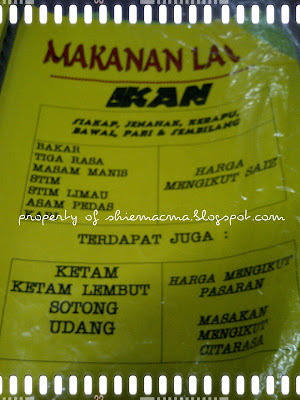 MAKANAN LAU
IKAN
SIAKAP, JENAHAK, KERAPU,
BAWAL, PARI & SEMBILANG
BAKAR
TIGA RASA
MASAM MANIS
STIM
STIM LIMAU
ASAM PEDAS
HARGA
MENGIKUT SAIZ
property of shiemacma.blogspot.com
TERDAPAT JUGA :
KETAM
KETAM LEMBUT
SOTONG
UDANG
HARGA MENGIKUT
PASARAN
MASAKAN
MENGIKUT
CITARASA